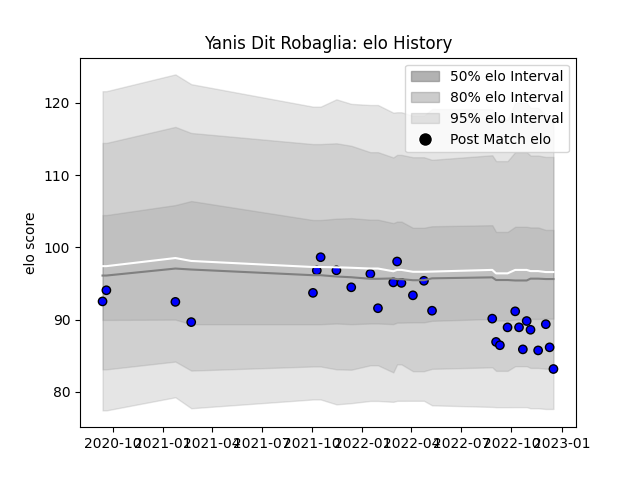 Yanis Dit Robaglia: elo History
50% elo Interval
80% elo Interval
95% elo Interval
Post Match elo
elo score
120
110
100
90
80
2020-10 2021-01 2021-04 2021-07 2021-10 2022-01 2022-04 2022-07 2022-10 2023-01